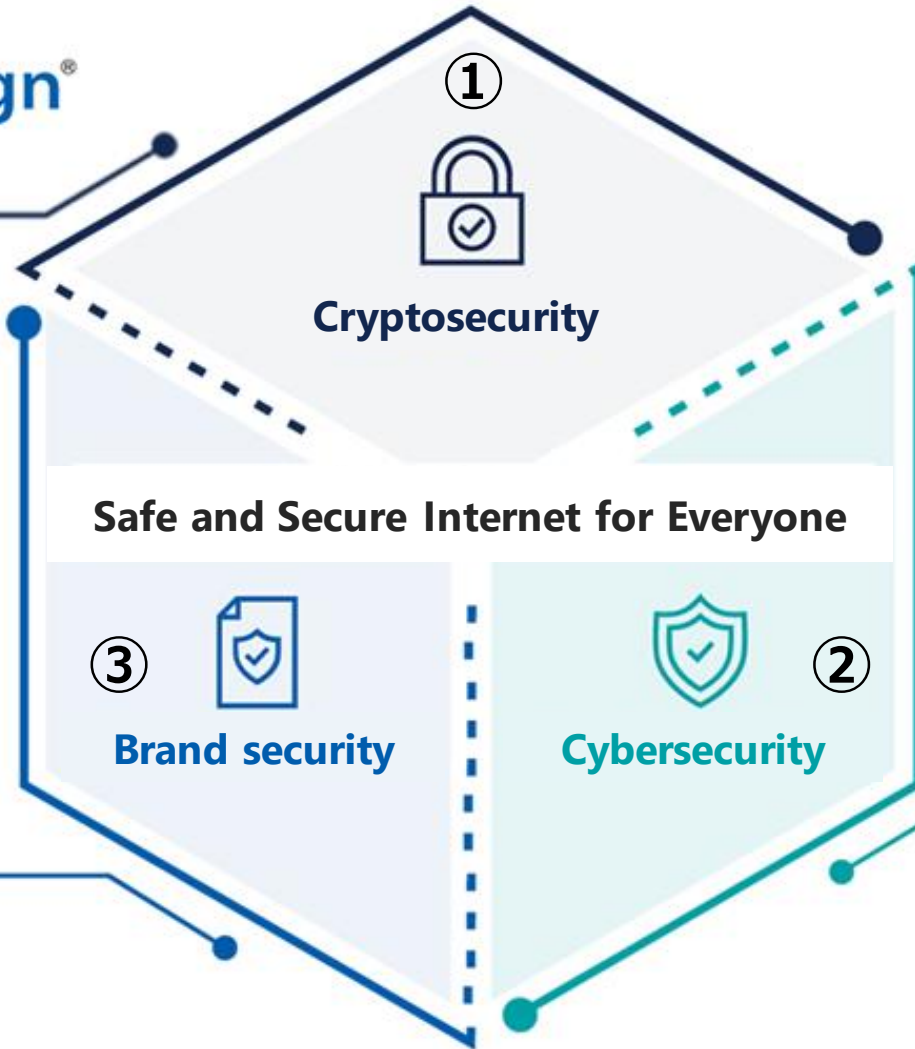 gn®
①
Cryptosecurity
Safe and Secure Internet for Everyone
③
②
Brand security
Cybersecurity